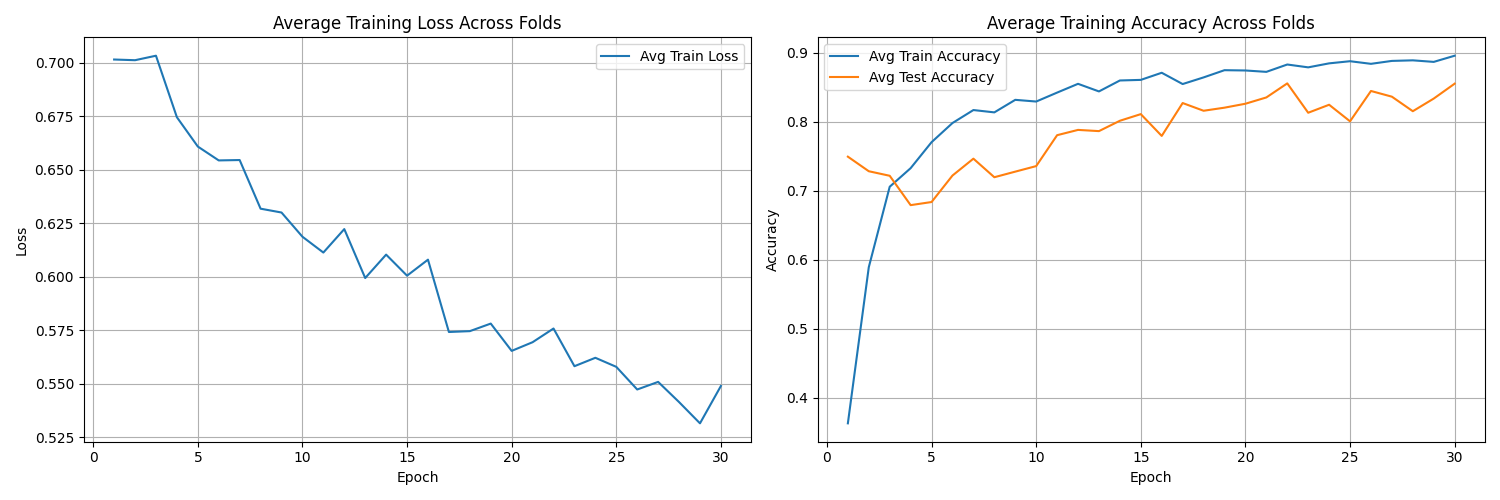 Average Training Loss Across Folds
Avg Train Loss
0.700
0.675
0.650
0.625
0.600
0.575
0.550
0.525
Loss
0 5 10 15 20 25 30
Epoch
Average Training Accuracy Across Folds
Avg Train Accuracy
Avg Test Accuracy
0.9
0.8
0.7
0.6
0.5
0.4
Accuracy
0 5 10 15 20 25 30
Epoch